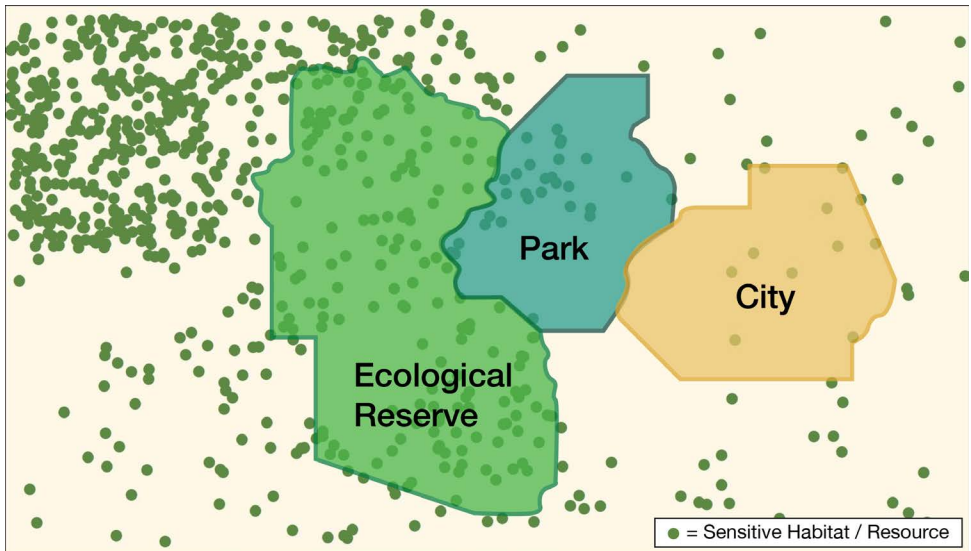 Park
City
Ecological
Reserve
= Sensitive Habitat / Resource